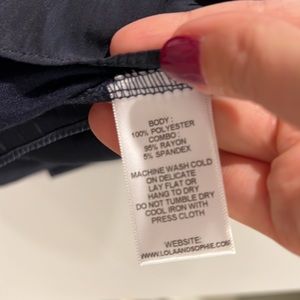 BODY:
100% POLYESTER
COMBO:
95% RAYON
5% SPANDEX
MACHINE WASH COLD
ON DELICATE
LAY FLAT OR
HANG TO DRY
DO NOT TUMBLE DRY
COOL IRON WITH
PRESS CLOTH
WEBSITE:
WWW.LOLAANDSOPHIE.COM